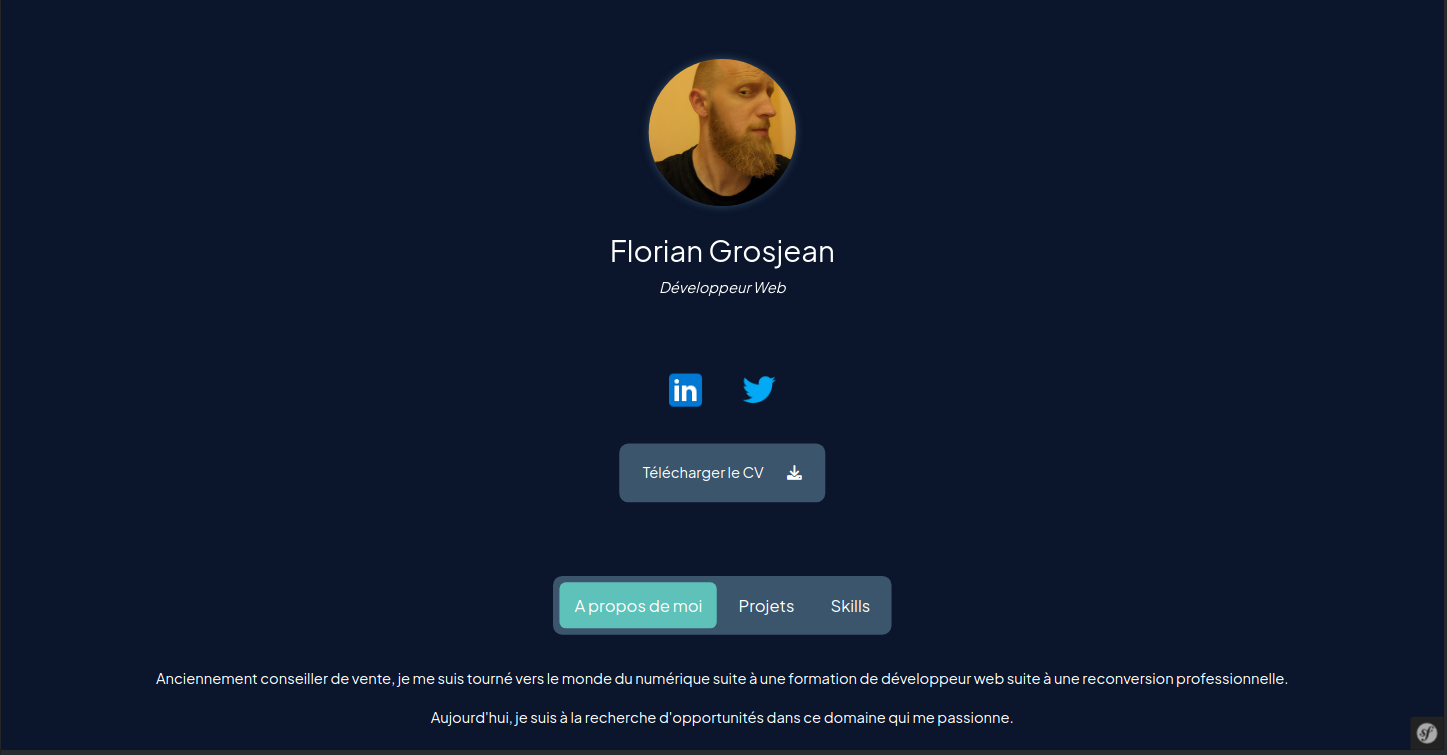 Florian Grosjean
Développeur Web
in
Télécharger le CV
A propos de moi
Projets
Skills
Anciennement conseiller de vente, je me suis tourné vers le monde du numérique suite à une formation de développeur web suite à une reconversion professionnelle.
Aujourd'hui, je suis à la recherche d'opportunités dans ce domaine qui me passionne.
sf